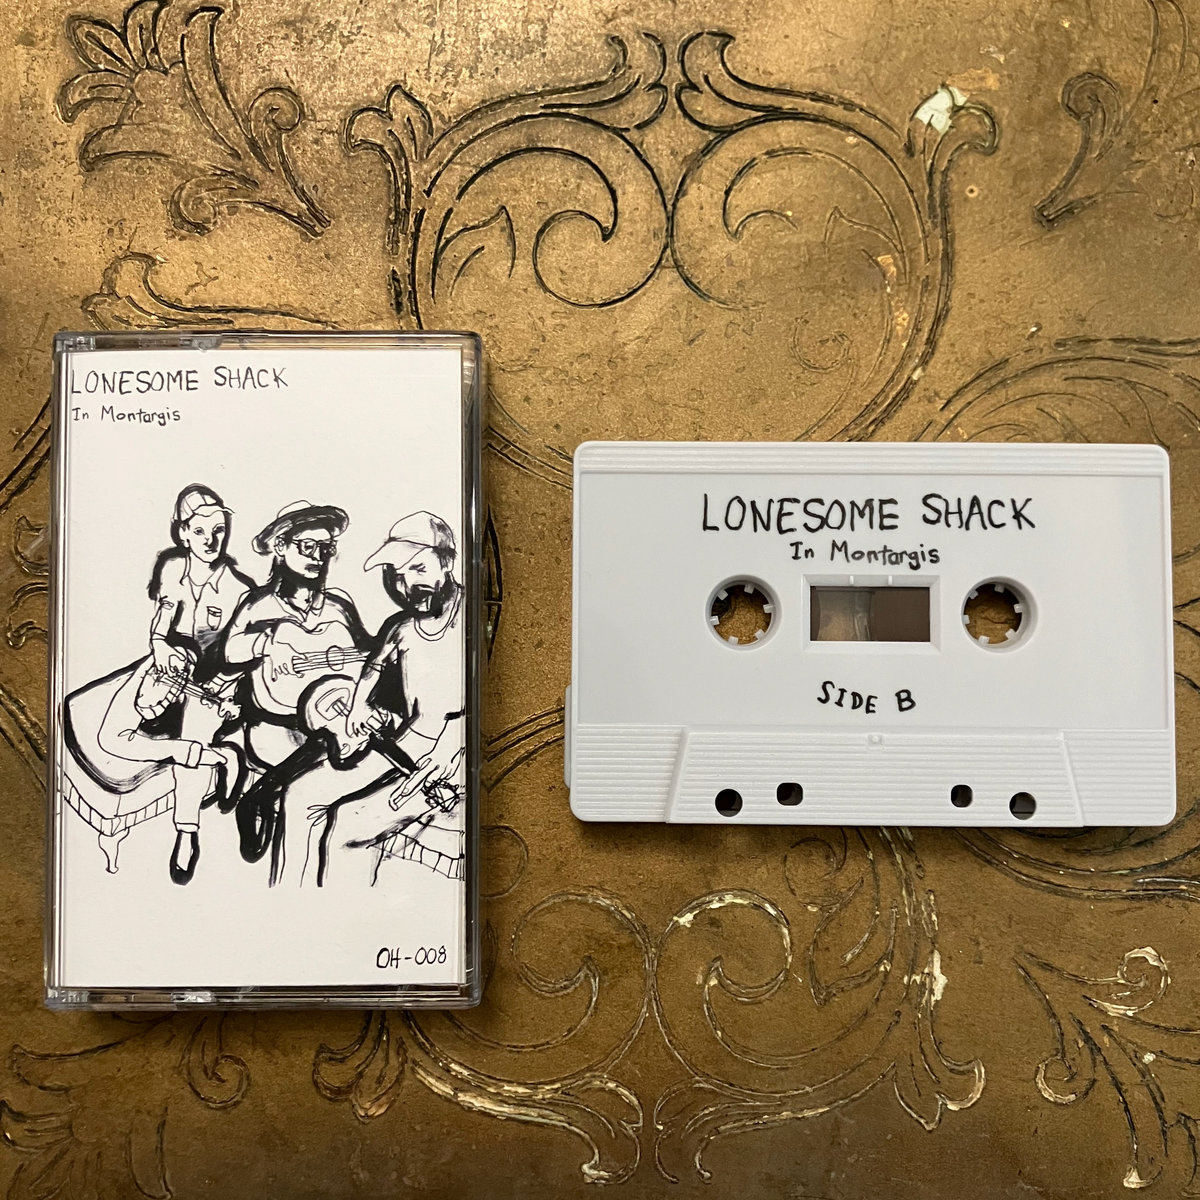 LONESOME SHACK
In Montargis
OH-008
LONESOME SHACK
In Montargis
SIDE B